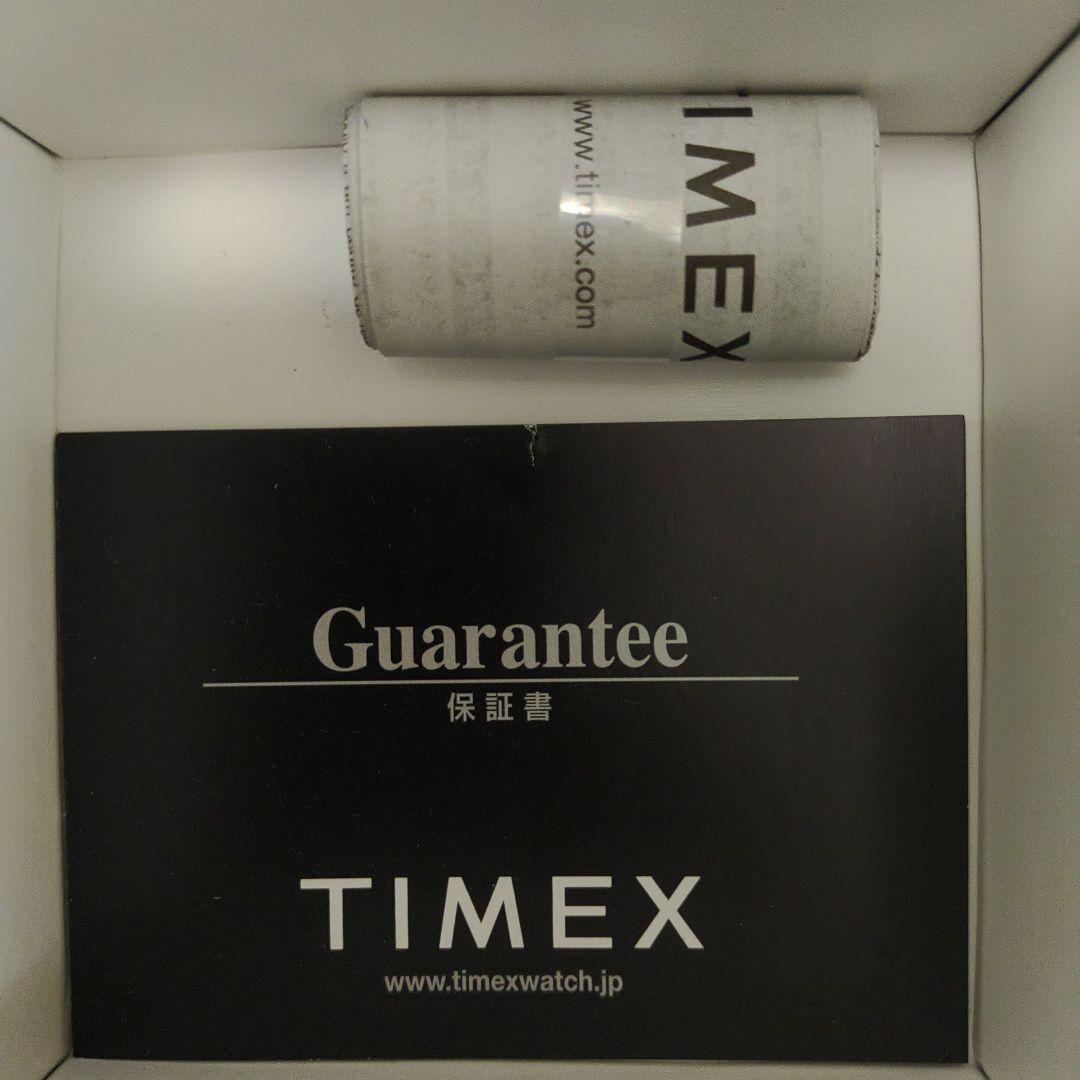 TIMEX
www.timex.com
Guarantee
保証書
TIMEX
www.timexwatch.jp